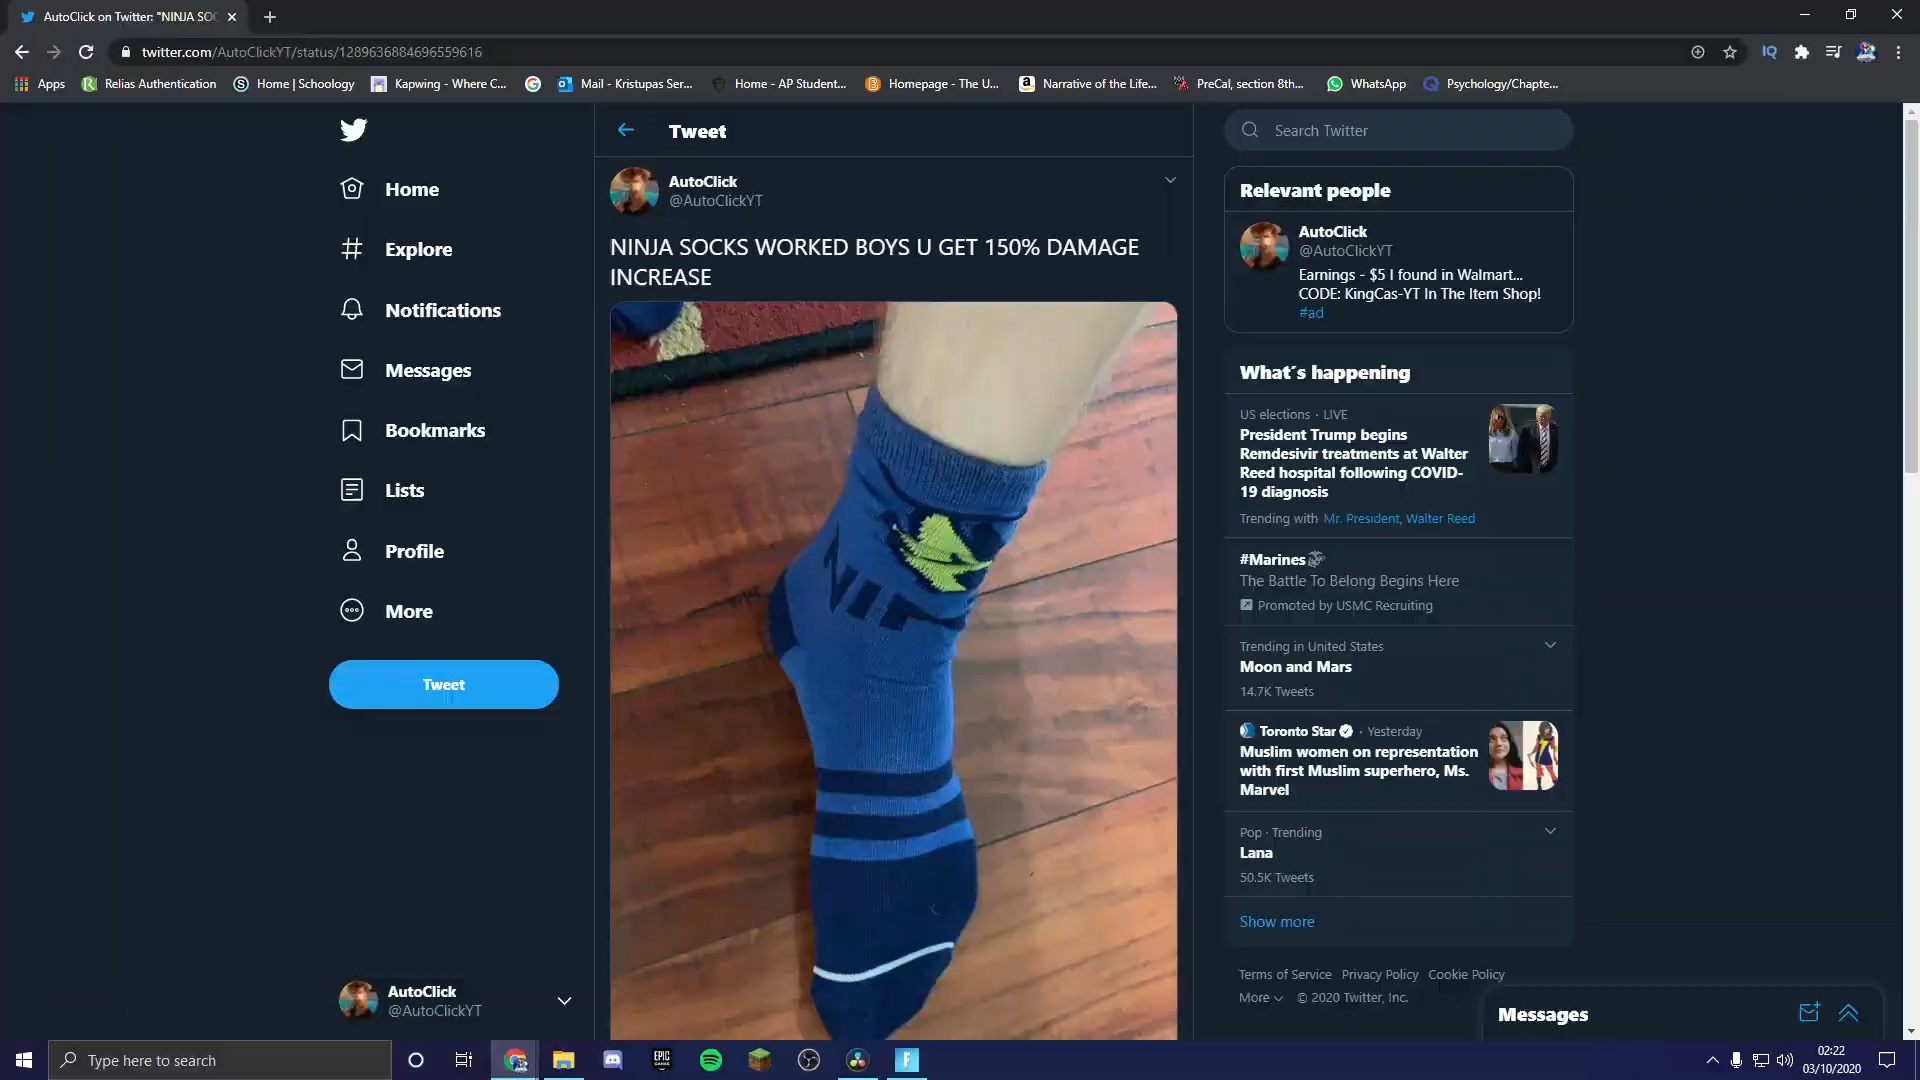 AutoClick on Twitter: "NINJA SOC
twitter.com/AutoClickYT/status/1289636884696559616
Apps
Relias Authentication
Home | Schoology
Kapwing - Where C...
Mail - Kristupas Ser...
Home - AP Student...
Homepage - The U...
Narrative of the Life...
PreCal, section 8th...
WhatsApp
Psychology/Chapte...
Home
Explore
Notifications
Messages
Bookmarks
Lists
Profile
More
Tweet
AutoClick
@AutoClickYT
Tweet
AutoClick
@AutoClickYT
NINJA SOCKS WORKED BOYS U GET 150% DAMAGE
INCREASE
Search Twitter
Relevant people
AutoClick
@AutoClickYT
Earnings - $5 I found in Walmart...
CODE: KingCas-YT In The Item Shop!
#ad
What's happening
US elections · LIVE
President Trump begins
Remdesivir treatments at Walter
Reed hospital following COVID-
19 diagnosis
Trending with Mr. President, Walter Reed
#Marines
The Battle To Belong Begins Here
Promoted by USMC Recruiting
Trending in United States
Moon and Mars
14.7K Tweets
Toronto Star · Yesterday
Muslim women on representation
with first Muslim superhero, Ms.
Marvel
Pop · Trending
Lana
50.5K Tweets
Show more
Terms of Service Privacy Policy Cookie Policy
More © 2020 Twitter, Inc.
Messages
Type here to search
EPIC
GAMES
02:22
03/10/2020